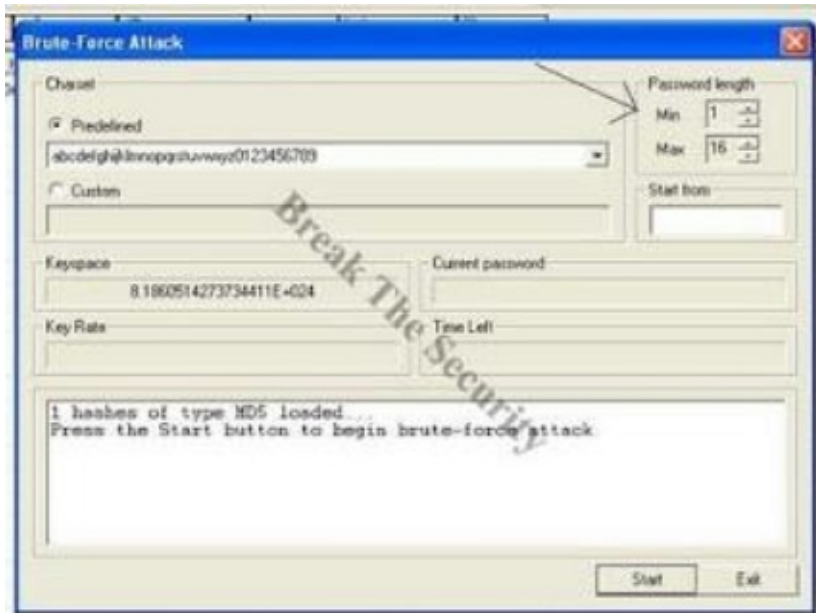 Brute-Force Attack
Charset
Predefined
abcdefghijklmnopqrstuvwxyz0123456789
Custom
Password length
Min 1
Max 16
Start from
Keyspace
8.1860514273734411E+024
Current password
Key Rate
Time Left
1 hashes of type MD5 loaded...
Press the Start button to begin brute-force attack
Break The Security
Start
Exit